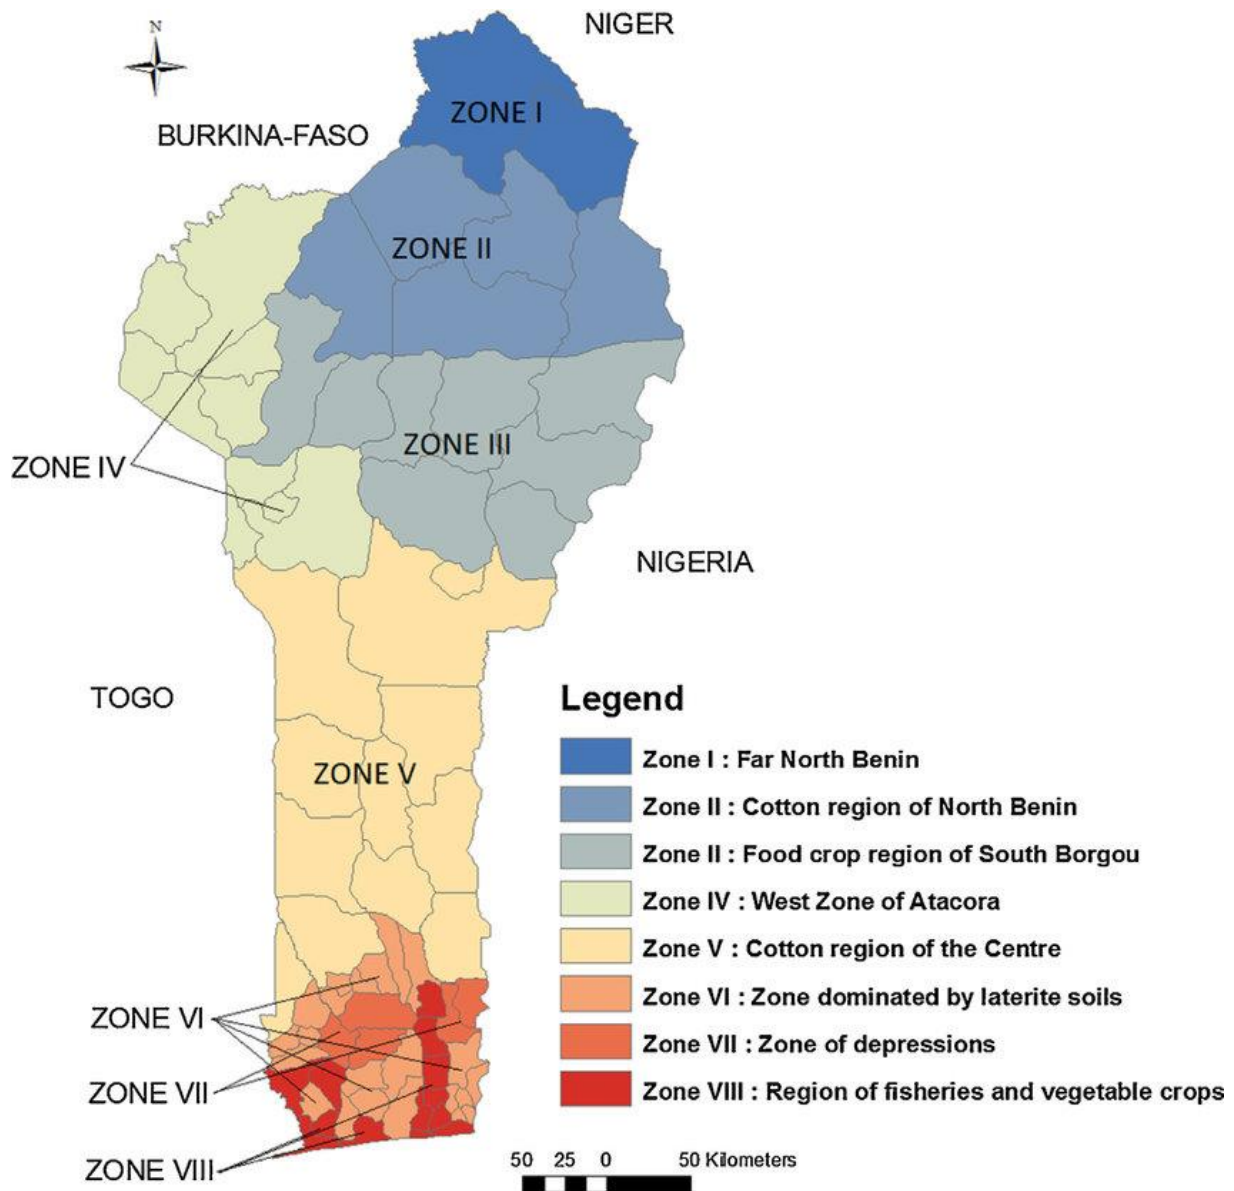 N
NIGER
ZONE I
BURKINA-FASO
ZONE II
ZONE III
ZONE IV
NIGERIA
TOGO
Legend
ZONE V
Zone I : Far North Benin
Zone II : Cotton region of North Benin
Zone II : Food crop region of South Borgou
Zone IV : West Zone of Atacora
Zone V : Cotton region of the Centre
Zone VI : Zone dominated by laterite soils
Zone VII : Zone of depressions
Zone VIII : Region of fisheries and vegetable crops
ZONE VI
ZONE VII
ZONE VIII
50 25 0 50 Kilometers